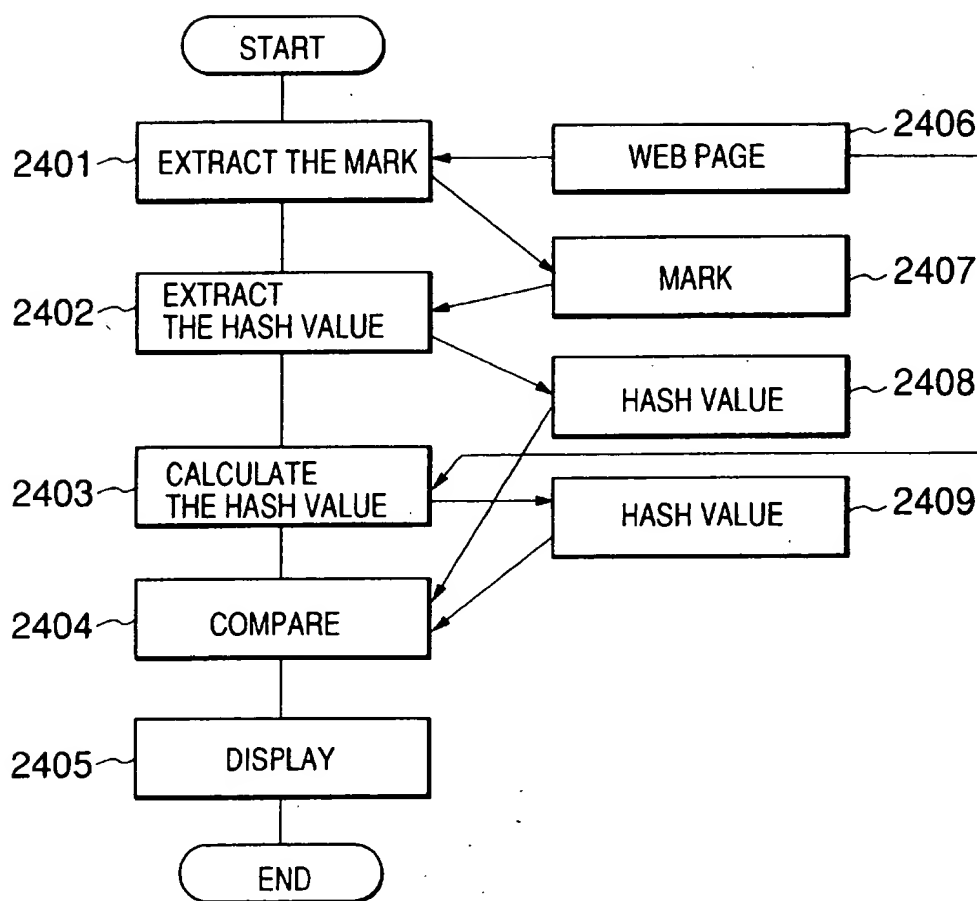 START
2401
EXTRACT THE MARK
WEB PAGE
2406
MARK
2407
2402
EXTRACT
THE HASH VALUE
HASH VALUE
2408
2403
CALCULATE
THE HASH VALUE
HASH VALUE
2409
2404
COMPARE
2405
DISPLAY
END